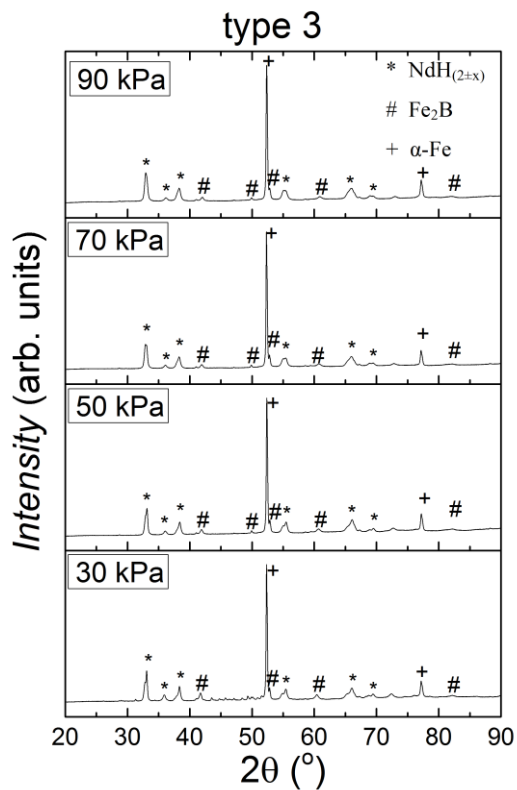 type 3
90 kPa
* NdH(2±x)
# Fe₂B
+ α-Fe
+
* * * # # # * # * * + #
70 kPa
+
* * * # # # * # * * + #
50 kPa
+
* * * # # # * # * * + #
30 kPa
+
* * * # # * # * * + #
Intensity (arb. units)
20 30 40 50 60 70 80 90
2θ (°)